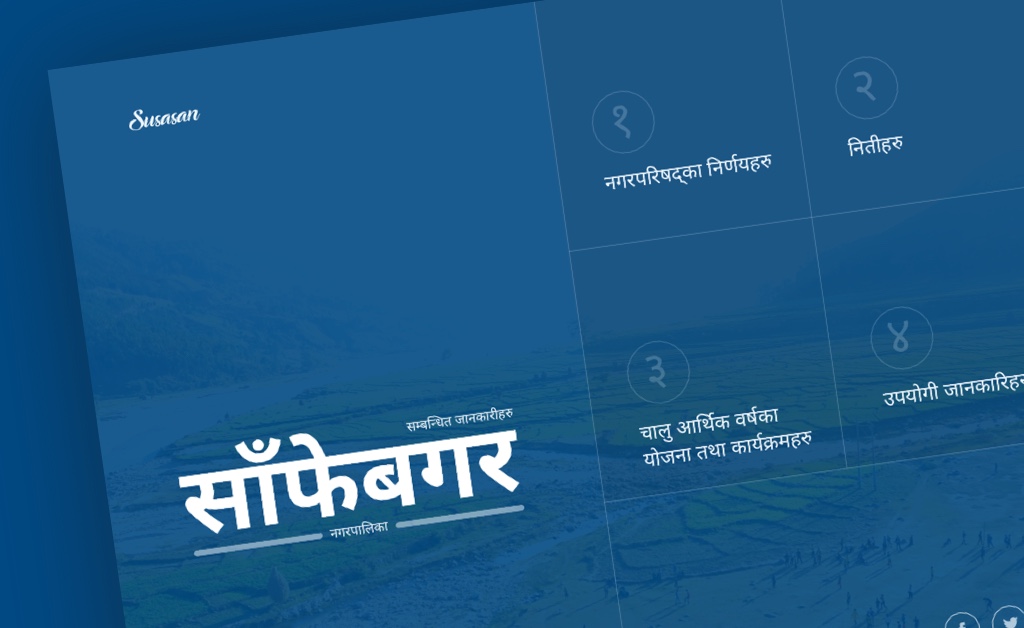 Susasan
सम्बन्धित जानकारीहरु
साँफेबगर
नगरपालिका
१
नगरपरिषद्का निर्णयहरु
२
नितीहरु
३
चालु आर्थिक वर्षका
योजना तथा कार्यक्रमहरु
४
उपयोगी